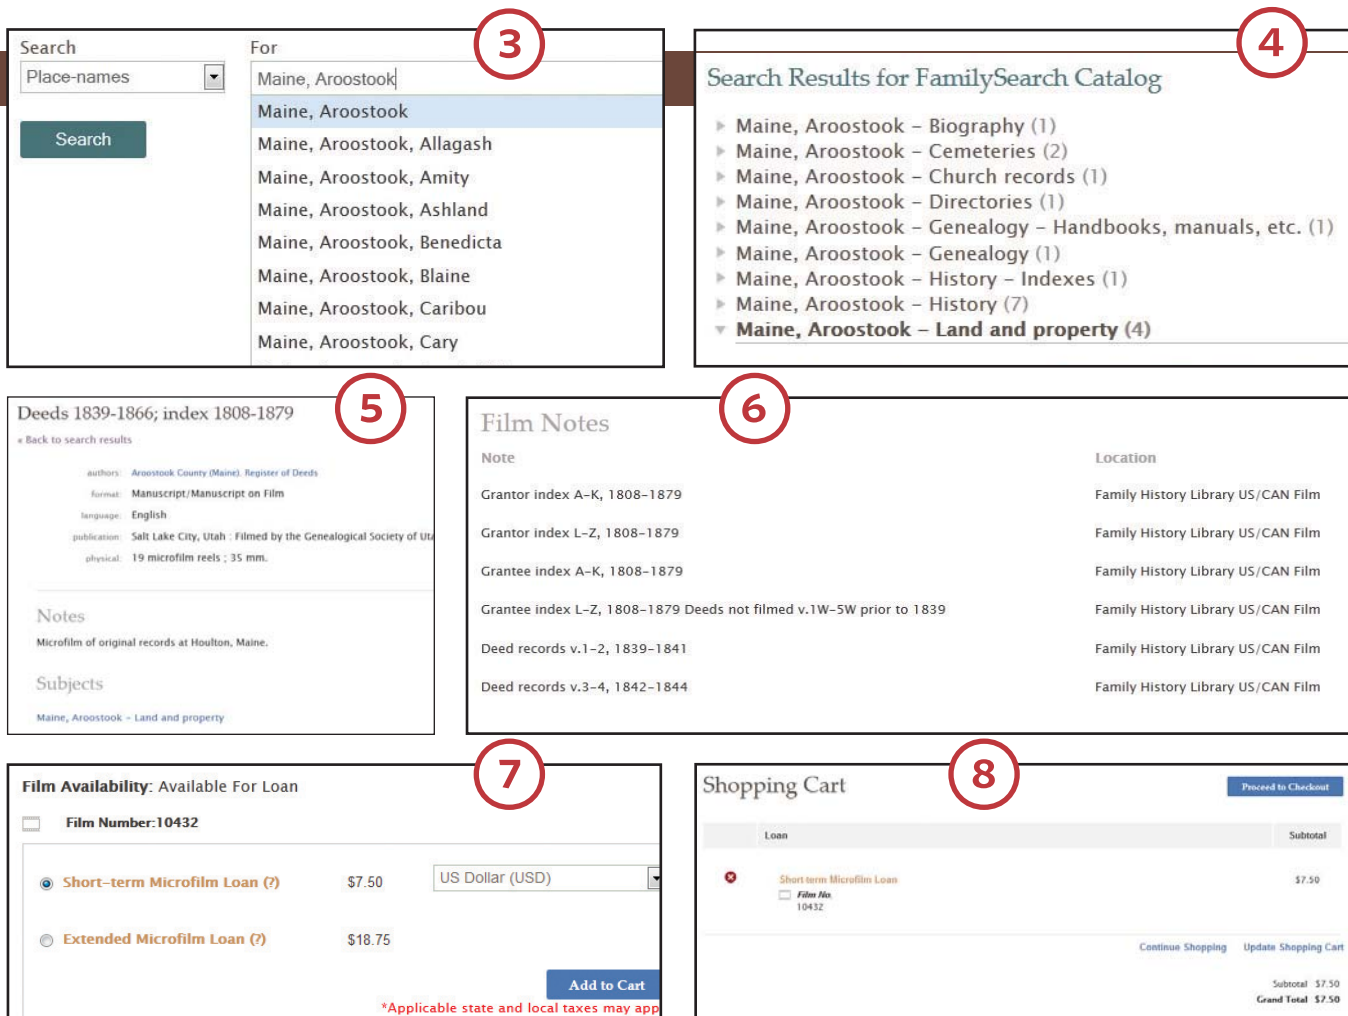 3
Search
For
Place-names
Maine, Aroostook
Maine, Aroostook
Search
Maine, Aroostook, Allagash
Maine, Aroostook, Amity
Maine, Aroostook, Ashland
Maine, Aroostook, Benedicta
Maine, Aroostook, Blaine
Maine, Aroostook, Caribou
Maine, Aroostook, Cary
4
Search Results for FamilySearch Catalog
Maine, Aroostook – Biography (1)
Maine, Aroostook – Cemeteries (2)
Maine, Aroostook – Church records (1)
Maine, Aroostook – Directories (1)
Maine, Aroostook – Genealogy – Handbooks, manuals, etc. (1)
Maine, Aroostook – Genealogy (1)
Maine, Aroostook – History – Indexes (1)
Maine, Aroostook – History (7)
Maine, Aroostook – Land and property (4)
5
Deeds 1839-1866; index 1808-1879
« Back to search results
authors: Aroostook County (Maine). Register of Deeds
format: Manuscript/Manuscript on Film
language: English
publication: Salt Lake City, Utah : Filmed by the Genealogical Society of Uta
physical: 19 microfilm reels ; 35 mm.
Notes
Microfilm of original records at Houlton, Maine.
Subjects
Maine, Aroostook – Land and property
6
Film Notes
Note Location
Grantor index A-K, 1808-1879 Family History Library US/CAN Film
Grantor index L-Z, 1808-1879 Family History Library US/CAN Film
Grantee index A-K, 1808-1879 Family History Library US/CAN Film
Grantee index L-Z, 1808-1879 Deeds not filmed v.1W-5W prior to 1839 Family History Library US/CAN Film
Deed records v.1-2, 1839-1841 Family History Library US/CAN Film
Deed records v.3-4, 1842-1844 Family History Library US/CAN Film
7
Film Availability: Available For Loan
Film Number:10432
Short-term Microfilm Loan (?) $7.50 US Dollar (USD)
Extended Microfilm Loan (?) $18.75
Add to Cart
*Applicable state and local taxes may app
8
Shopping Cart
Proceed to Checkout
Loan Subtotal
Short term Microfilm Loan $7.50
Film No.
10432
Continue Shopping Update Shopping Cart
Subtotal $7.50
Grand Total $7.50